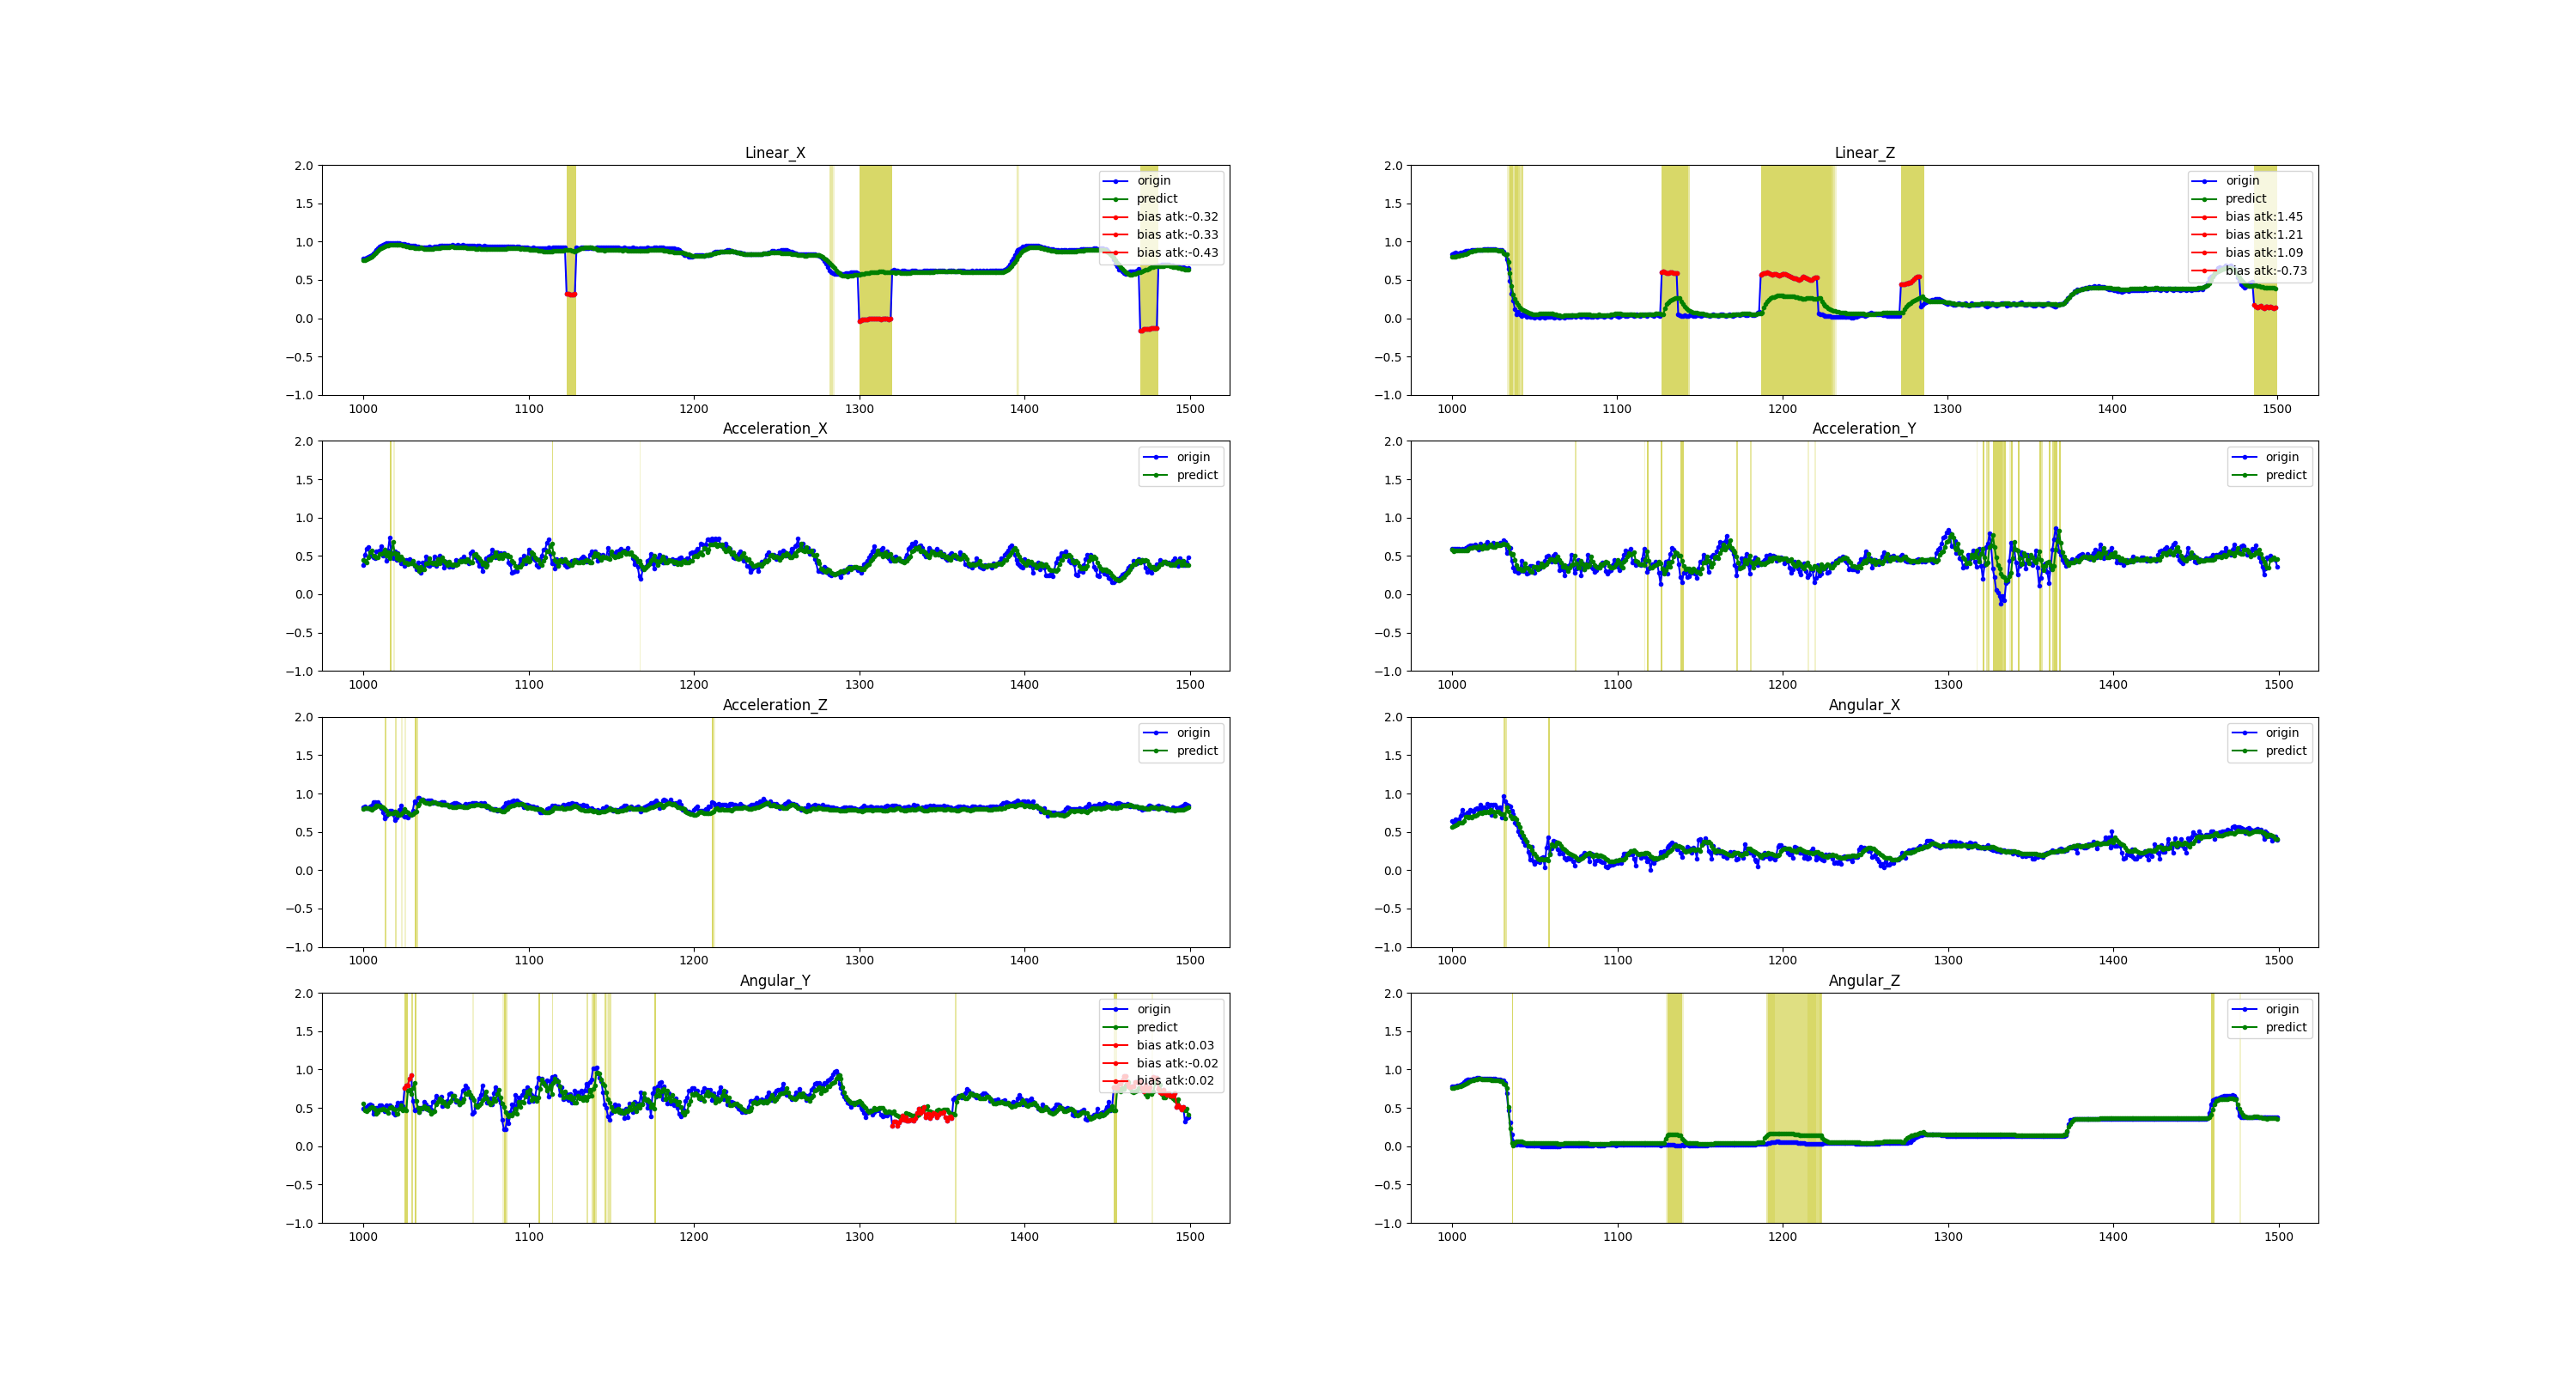 Linear_X
2.0
1.5
1.0
0.5
0.0
−0.5
−1.0
origin
predict
bias atk:-0.32
bias atk:-0.33
bias atk:-0.43
1000 1100 1200 1300 1400 1500
Linear_Z
2.0
1.5
1.0
0.5
0.0
−0.5
−1.0
origin
predict
bias atk:1.45
bias atk:1.21
bias atk:1.09
bias atk:-0.73
1000 1100 1200 1300 1400 1500
Acceleration_X
2.0
1.5
1.0
0.5
0.0
−0.5
−1.0
origin
predict
1000 1100 1200 1300 1400 1500
Acceleration_Y
2.0
1.5
1.0
0.5
0.0
−0.5
−1.0
origin
predict
1000 1100 1200 1300 1400 1500
Acceleration_Z
2.0
1.5
1.0
0.5
0.0
−0.5
−1.0
origin
predict
1000 1100 1200 1300 1400 1500
Angular_X
2.0
1.5
1.0
0.5
0.0
−0.5
−1.0
origin
predict
1000 1100 1200 1300 1400 1500
Angular_Y
2.0
1.5
1.0
0.5
0.0
−0.5
−1.0
origin
predict
bias atk:0.03
bias atk:-0.02
bias atk:0.02
1000 1100 1200 1300 1400 1500
Angular_Z
2.0
1.5
1.0
0.5
0.0
−0.5
−1.0
origin
predict
1000 1100 1200 1300 1400 1500